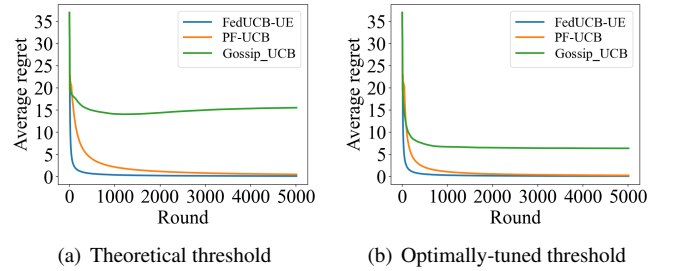 Average regret
35
30
25
20
15
10
5
0
FedUCB-UE
PF-UCB
Gossip_UCB
0 1000 2000 3000 4000 5000
Round
(a) Theoretical threshold
Average regret
35
30
25
20
15
10
5
0
FedUCB-UE
PF-UCB
Gossip_UCB
0 1000 2000 3000 4000 5000
Round
(b) Optimally-tuned threshold